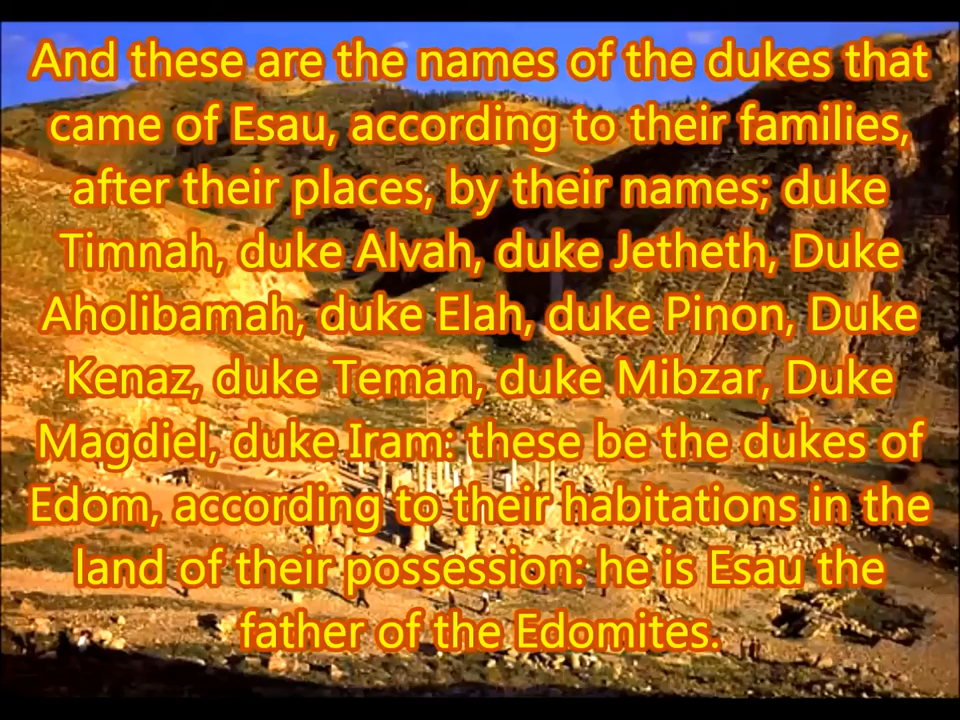 And these are the names of the dukes that
came of Esau, according to their families,
after their places, by their names; duke
Timnah, duke Alvah, duke Jetheth, Duke
Aholibamah, duke Elah, duke Pinon, Duke
Kenaz, duke Teman, duke Mibzar, Duke
Magdiel, duke Iram: these be the dukes of
Edom, according to their habitations in the
land of their possession: he is Esau the
father of the Edomites.